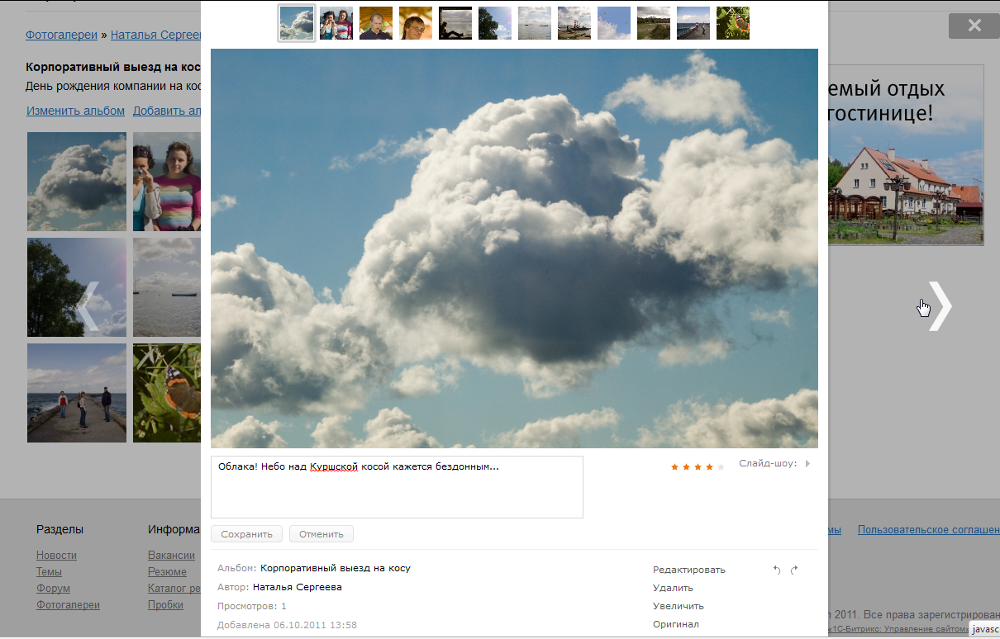 Фотогалереи » Наталья Сергее
Корпоративный выезд на кос
День рождения компании на кос
Изменить альбом Добавить ал
емый отдых
гостинице!
Облака! Небо над Куршской косой кажется бездонным...
Слайд-шоу:
Сохранить Отменить
Альбом: Корпоративный выезд на косу
Автор: Наталья Сергеева
Просмотров: 1
Добавлена 06.10.2011 13:58
Редактировать
Удалить
Увеличить
Оригинал
Разделы
Новости
Темы
Форум
Фотогалереи
Информа
Вакансии
Резюме
Каталог ре
Пробки
мы Пользовательское соглашен
2011. Все права зарегистрирован
«1С-Битрикс: Управление сайтом»
javasc